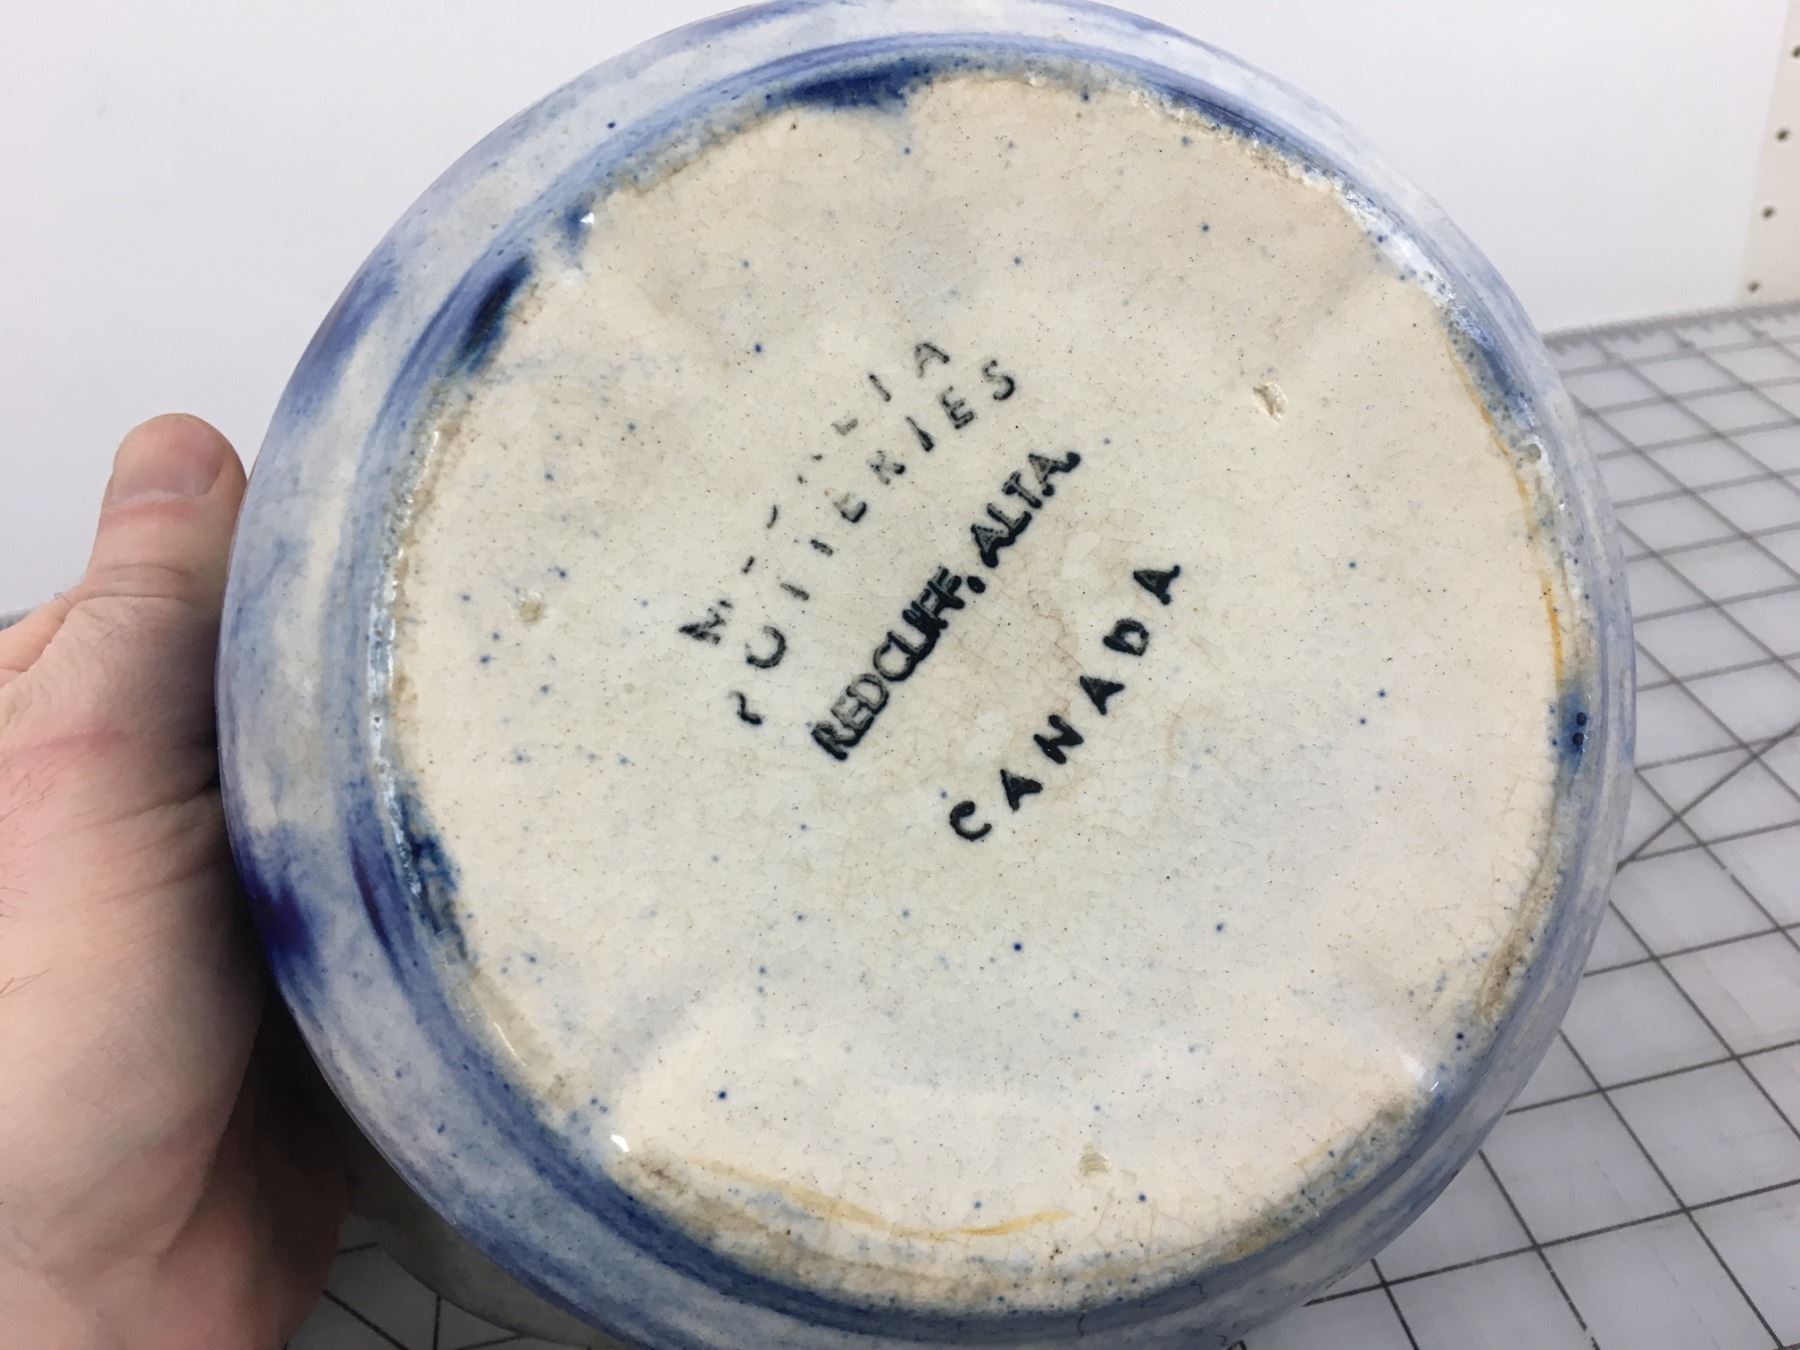 POTTERIES
REDCLIFF, ALTA.
CANADA